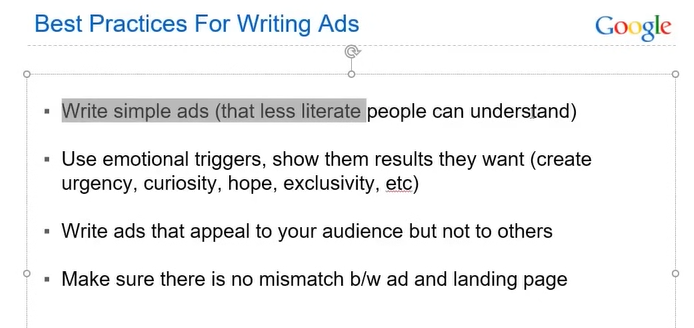 Best Practices For Writing Ads
Google
▪ Write simple ads (that less literate people can understand)
▪ Use emotional triggers, show them results they want (create
urgency, curiosity, hope, exclusivity, etc)
▪ Write ads that appeal to your audience but not to others
▪ Make sure there is no mismatch b/w ad and landing page